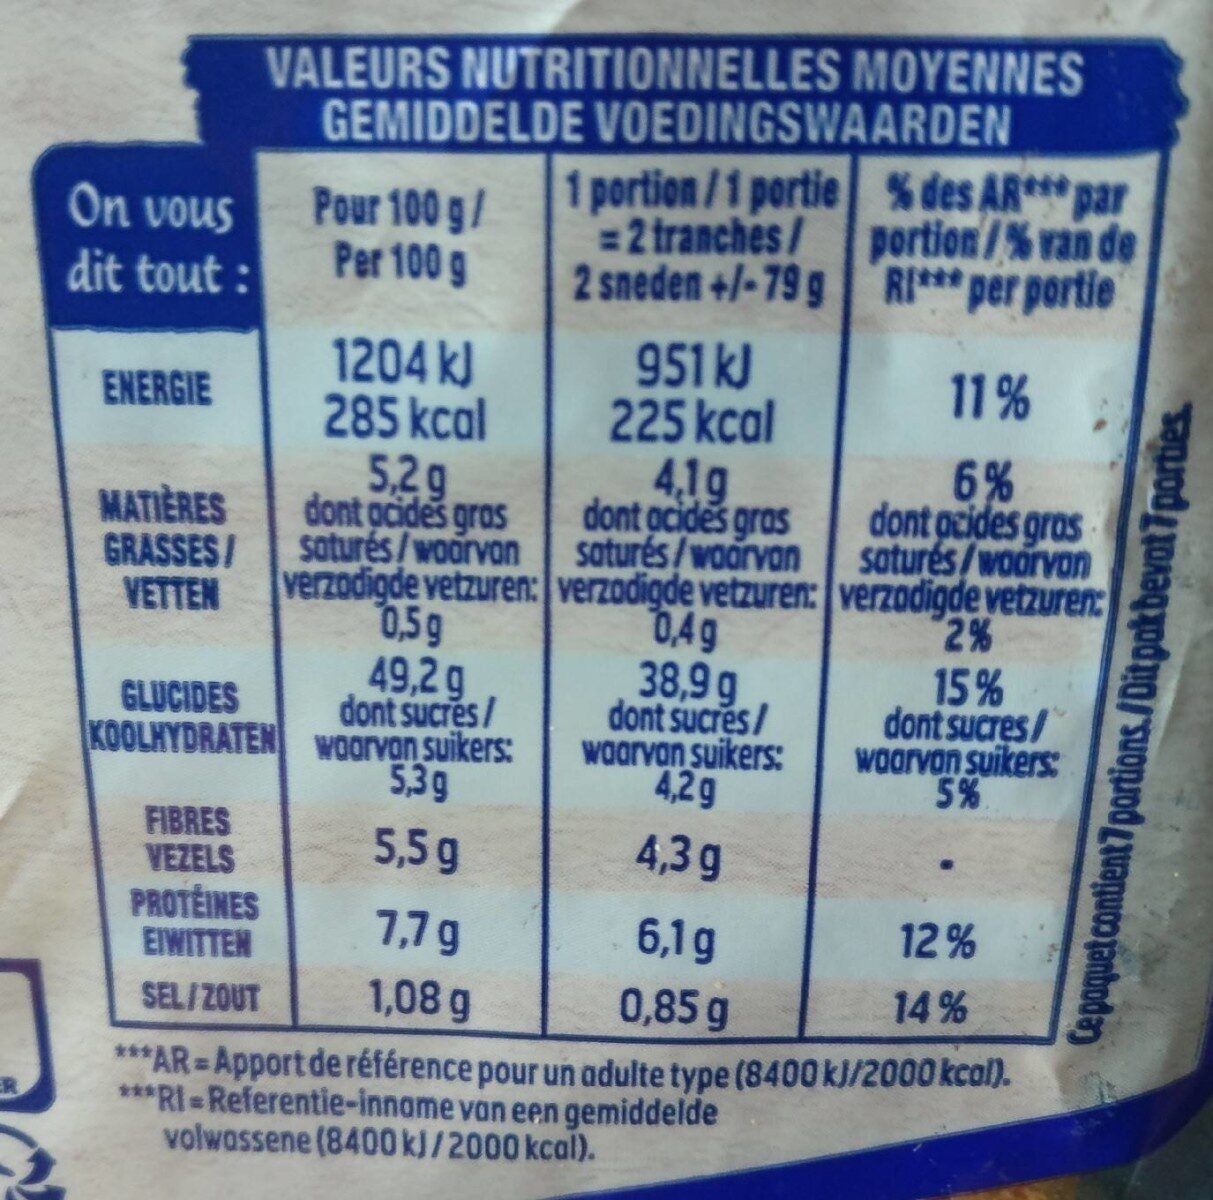 VALEURS NUTRITIONNELLES MOYENNES
GEMIDDELDE VOEDINGSWAARDEN
On vous
dit tout :
Pour 100 g /
Per 100 g
1 portion / 1 portie
= 2 tranches /
2 sneden +/- 79 g
% des AR*** par
portion / % van de
RI*** per portie
ENERGIE
1204 kJ
285 kcal
951 kJ
225 kcal
11 %
MATIÈRES
GRASSES /
VETTEN
5,2 g
dont acides gras
saturés / waarvan
verzadigde vetzuren:
0,5 g
4,1 g
dont acides gras
saturés / waarvan
verzadigde vetzuren:
0,4 g
6 %
dont acides gras
saturés / waarvan
verzadigde vetzuren:
2 %
GLUCIDES
KOOLHYDRATEN
49,2 g
dont sucres /
waarvan suikers:
5,3 g
38,9 g
dont sucres /
waarvan suikers:
4,2 g
15 %
dont sucres /
waarvan suikers:
5 %
FIBRES
VEZELS
5,5 g
4,3 g
-
PROTÉINES
EIWITTEN
7,7 g
6,1 g
12 %
SEL / ZOUT
1,08 g
0,85 g
14 %
Ce paquet contient 7 portions. / Dit pak bevat 7 porties.
***AR = Apport de référence pour un adulte type (8400 kJ/2000 kcal).
***RI = Referentie-inname van een gemiddelde
volwassene (8400 kJ / 2000 kcal).